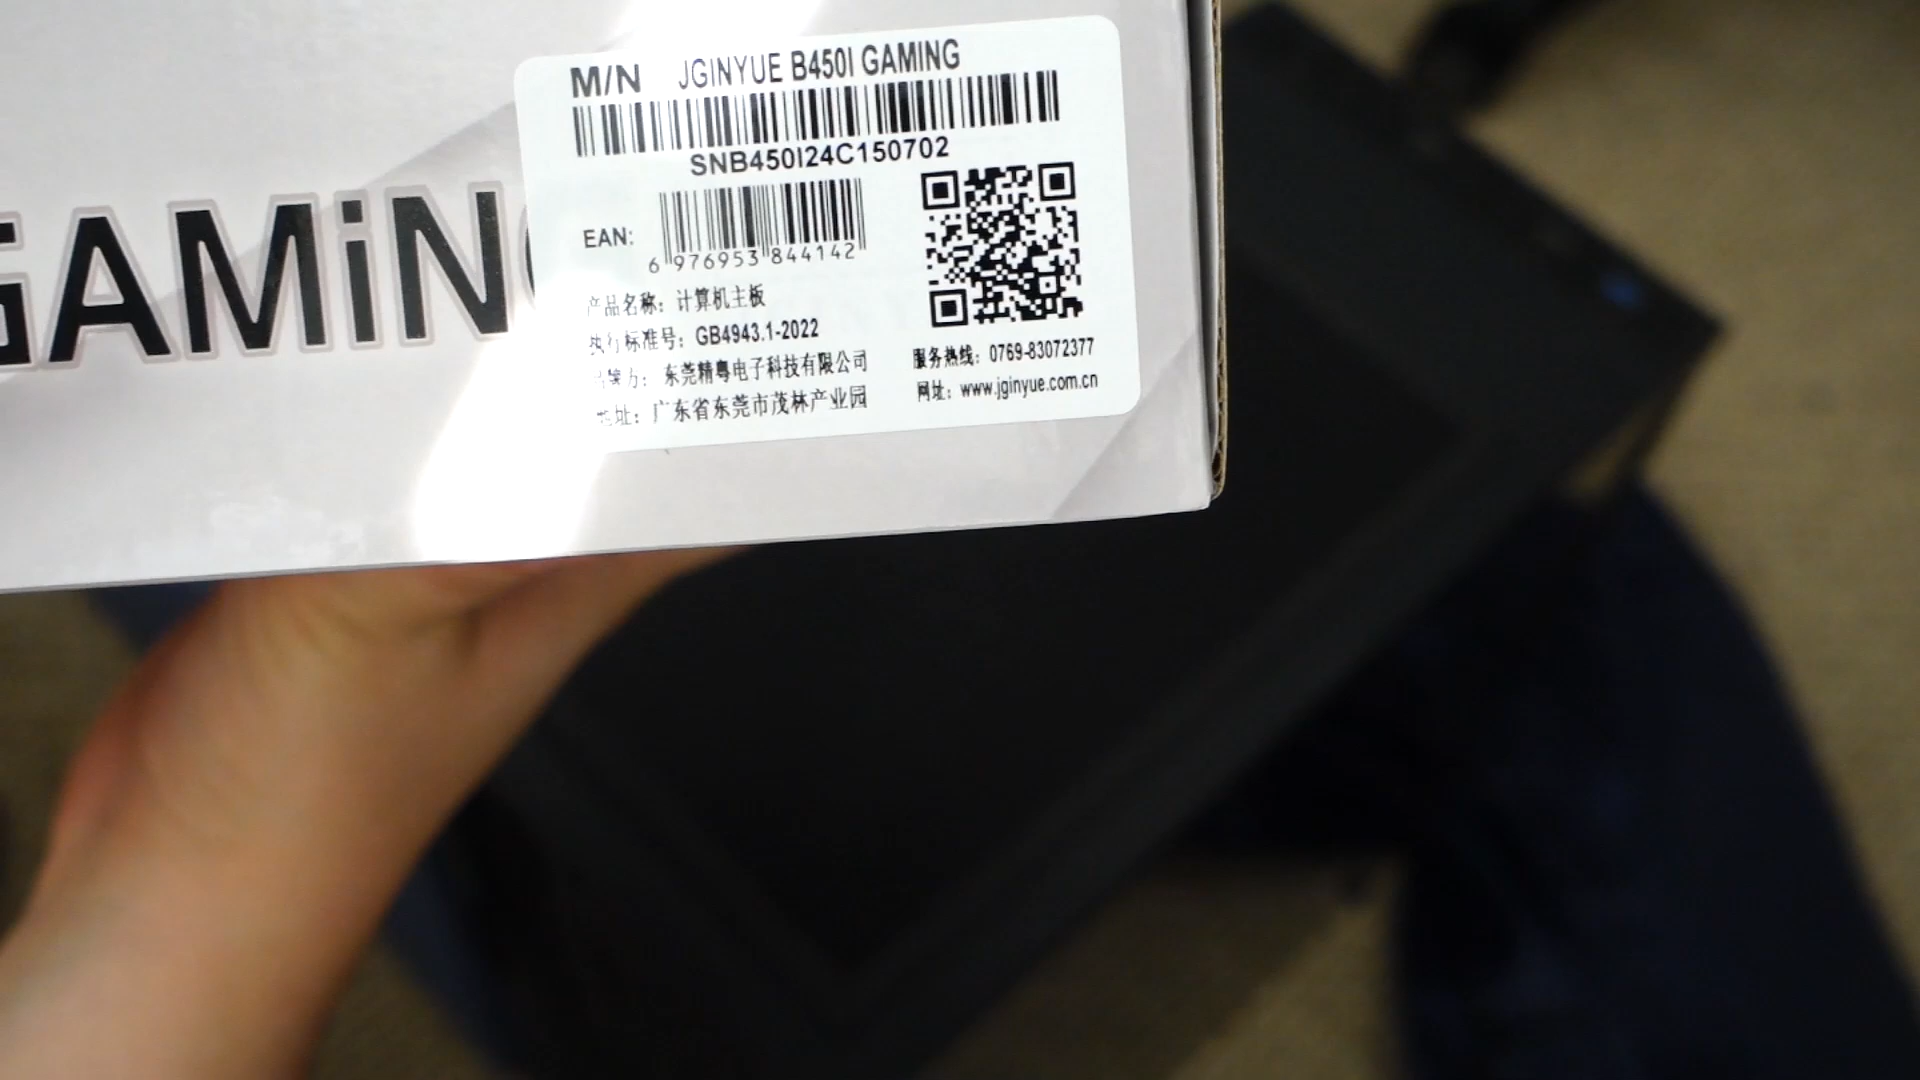 M/N JGINYUE B450I GAMING
SNB450I24C150702
GAMiN
EAN:
6 976953 844142
产品名称：计算机主板
执行标准号：GB4943.1-2022
东莞精粤电子科技有限公司
地址：广东省东莞市茂林产业园
服务热线：0769-83072377
网址：www.jginyue.com.cn